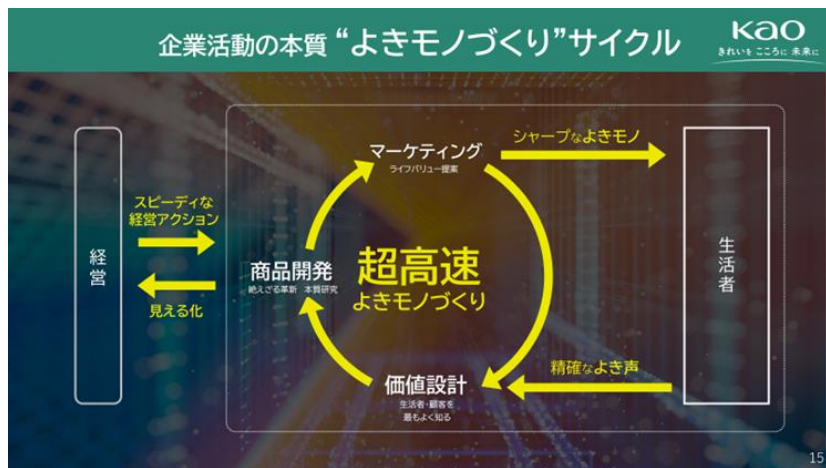 企業活動の本質 “よきモノづくり”サイクル
Kao
きれいを こころに 未来に
マーケティング
ライフバリュー提案
シャープなよきモノ
スピーディな
経営アクション
経営
見える化
商品開発
絶えざる革新 本質研究
超高速
よきモノづくり
生活者
価値設計
生活者・顧客を
最もよく知る
精確なよき声
15